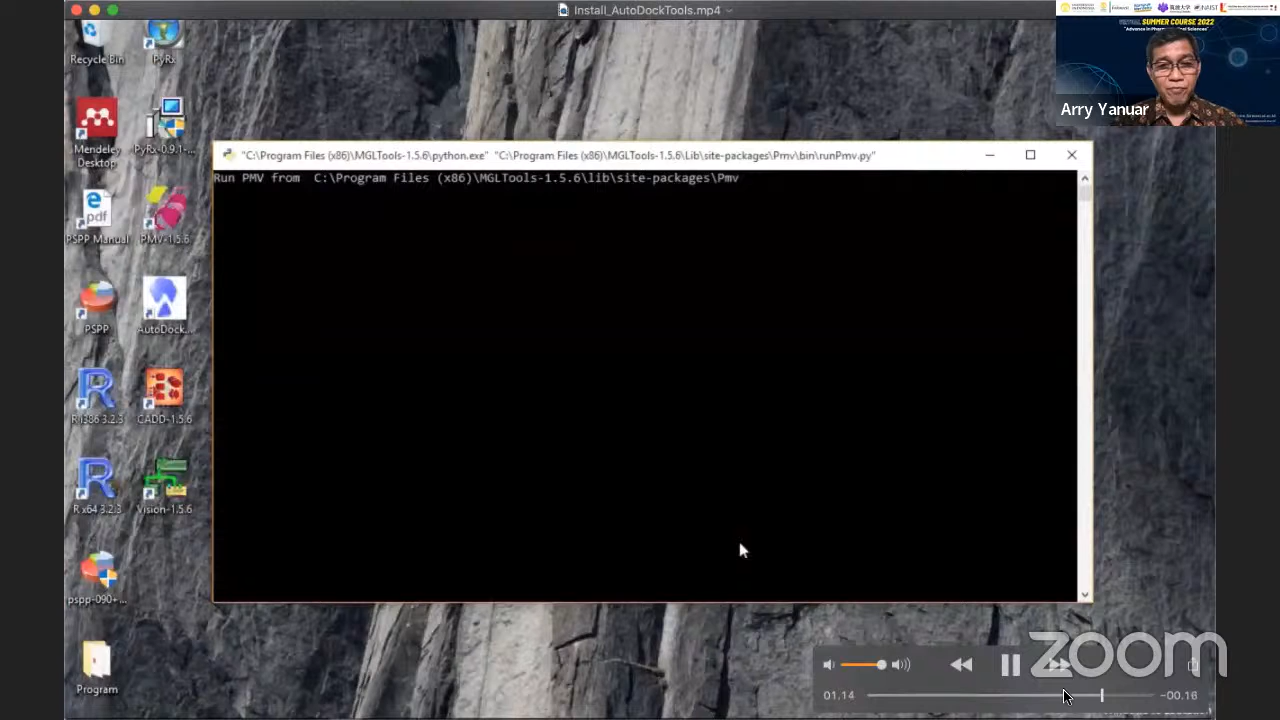 Install_AutoDockTools.mp4
SUMMER COURSE 2022
Arry Yanuar
Recycle Bin
PyRx
Mendeley Desktop
PyRx-0.9.1-...
PSPP Manual
PMV-1.5.6
PSPP
AutoDock...
R i386 3.2.3
CADD-1.5.6
R x64 3.2.3
Vision-1.5.6
pspp-090+...
Program
"C:\Program Files (x86)\MGLTools-1.5.6\python.exe" "C:\Program Files (x86)\MGLTools-1.5.6\Lib\site-packages\Pmv\bin\runPmv.py"
Run PMV from  C:\Program Files (x86)\MGLTools-1.5.6\lib\site-packages\Pmv
pdf
zoom
01.14
-00.16